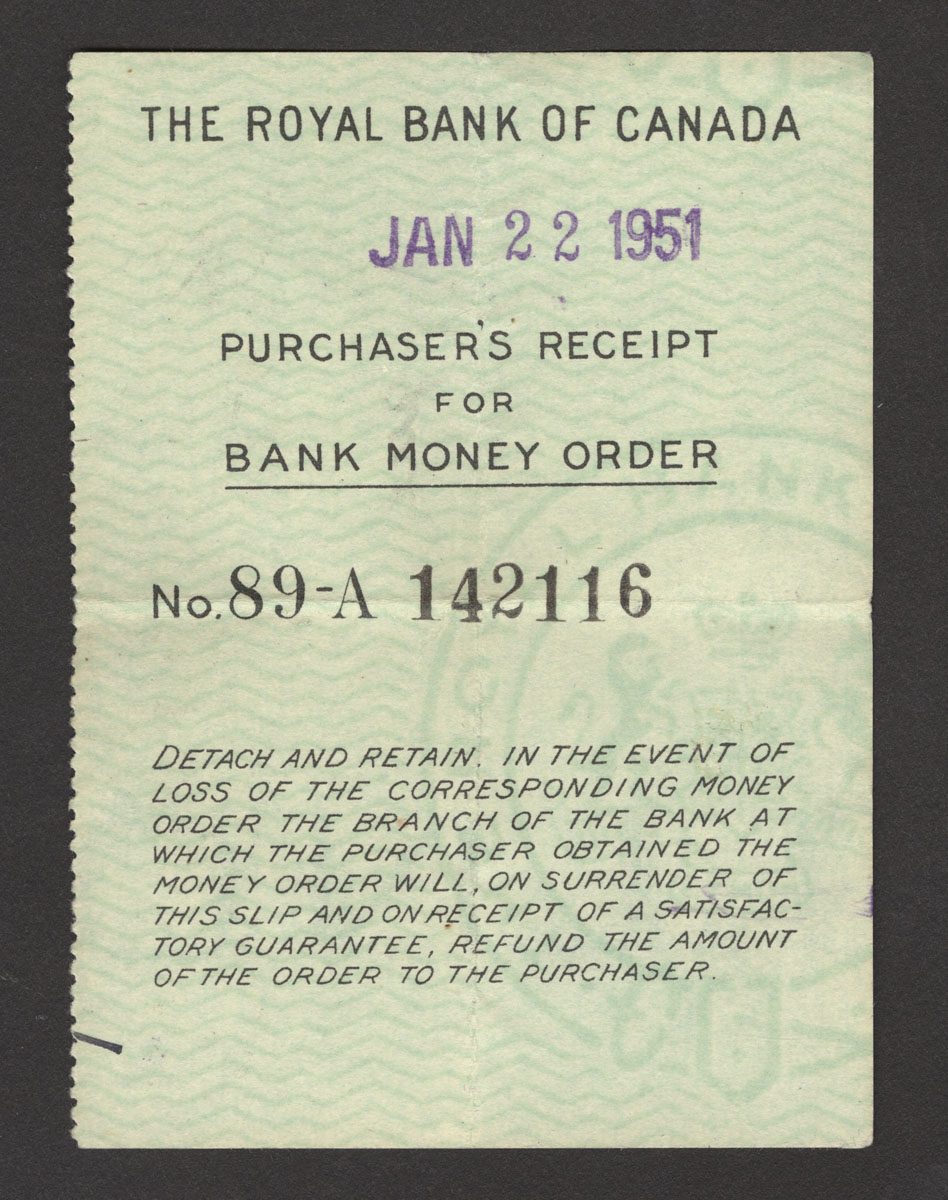 THE ROYAL BANK OF CANADA
JAN 22 1951
PURCHASER'S RECEIPT
FOR
BANK MONEY ORDER
No. 89-A 142116
DETACH AND RETAIN. IN THE EVENT OF
LOSS OF THE CORRESPONDING MONEY
ORDER THE BRANCH OF THE BANK AT
WHICH THE PURCHASER OBTAINED THE
MONEY ORDER WILL, ON SURRENDER OF
THIS SLIP AND ON RECEIPT OF A SATISFAC-
TORY GUARANTEE, REFUND THE AMOUNT
OF THE ORDER TO THE PURCHASER.